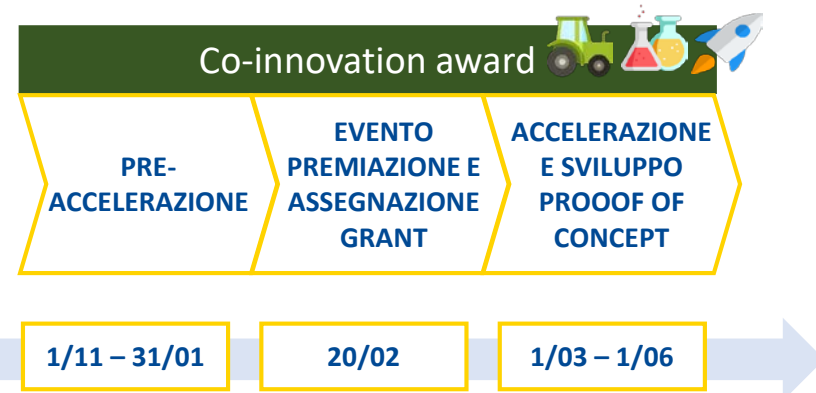 Co-innovation award
PRE-
ACCELERAZIONE
EVENTO
PREMIAZIONE E
ASSEGNAZIONE
GRANT
ACCELERAZIONE
E SVILUPPO
PROOOF OF
CONCEPT
1/11 – 31/01
20/02
1/03 – 1/06